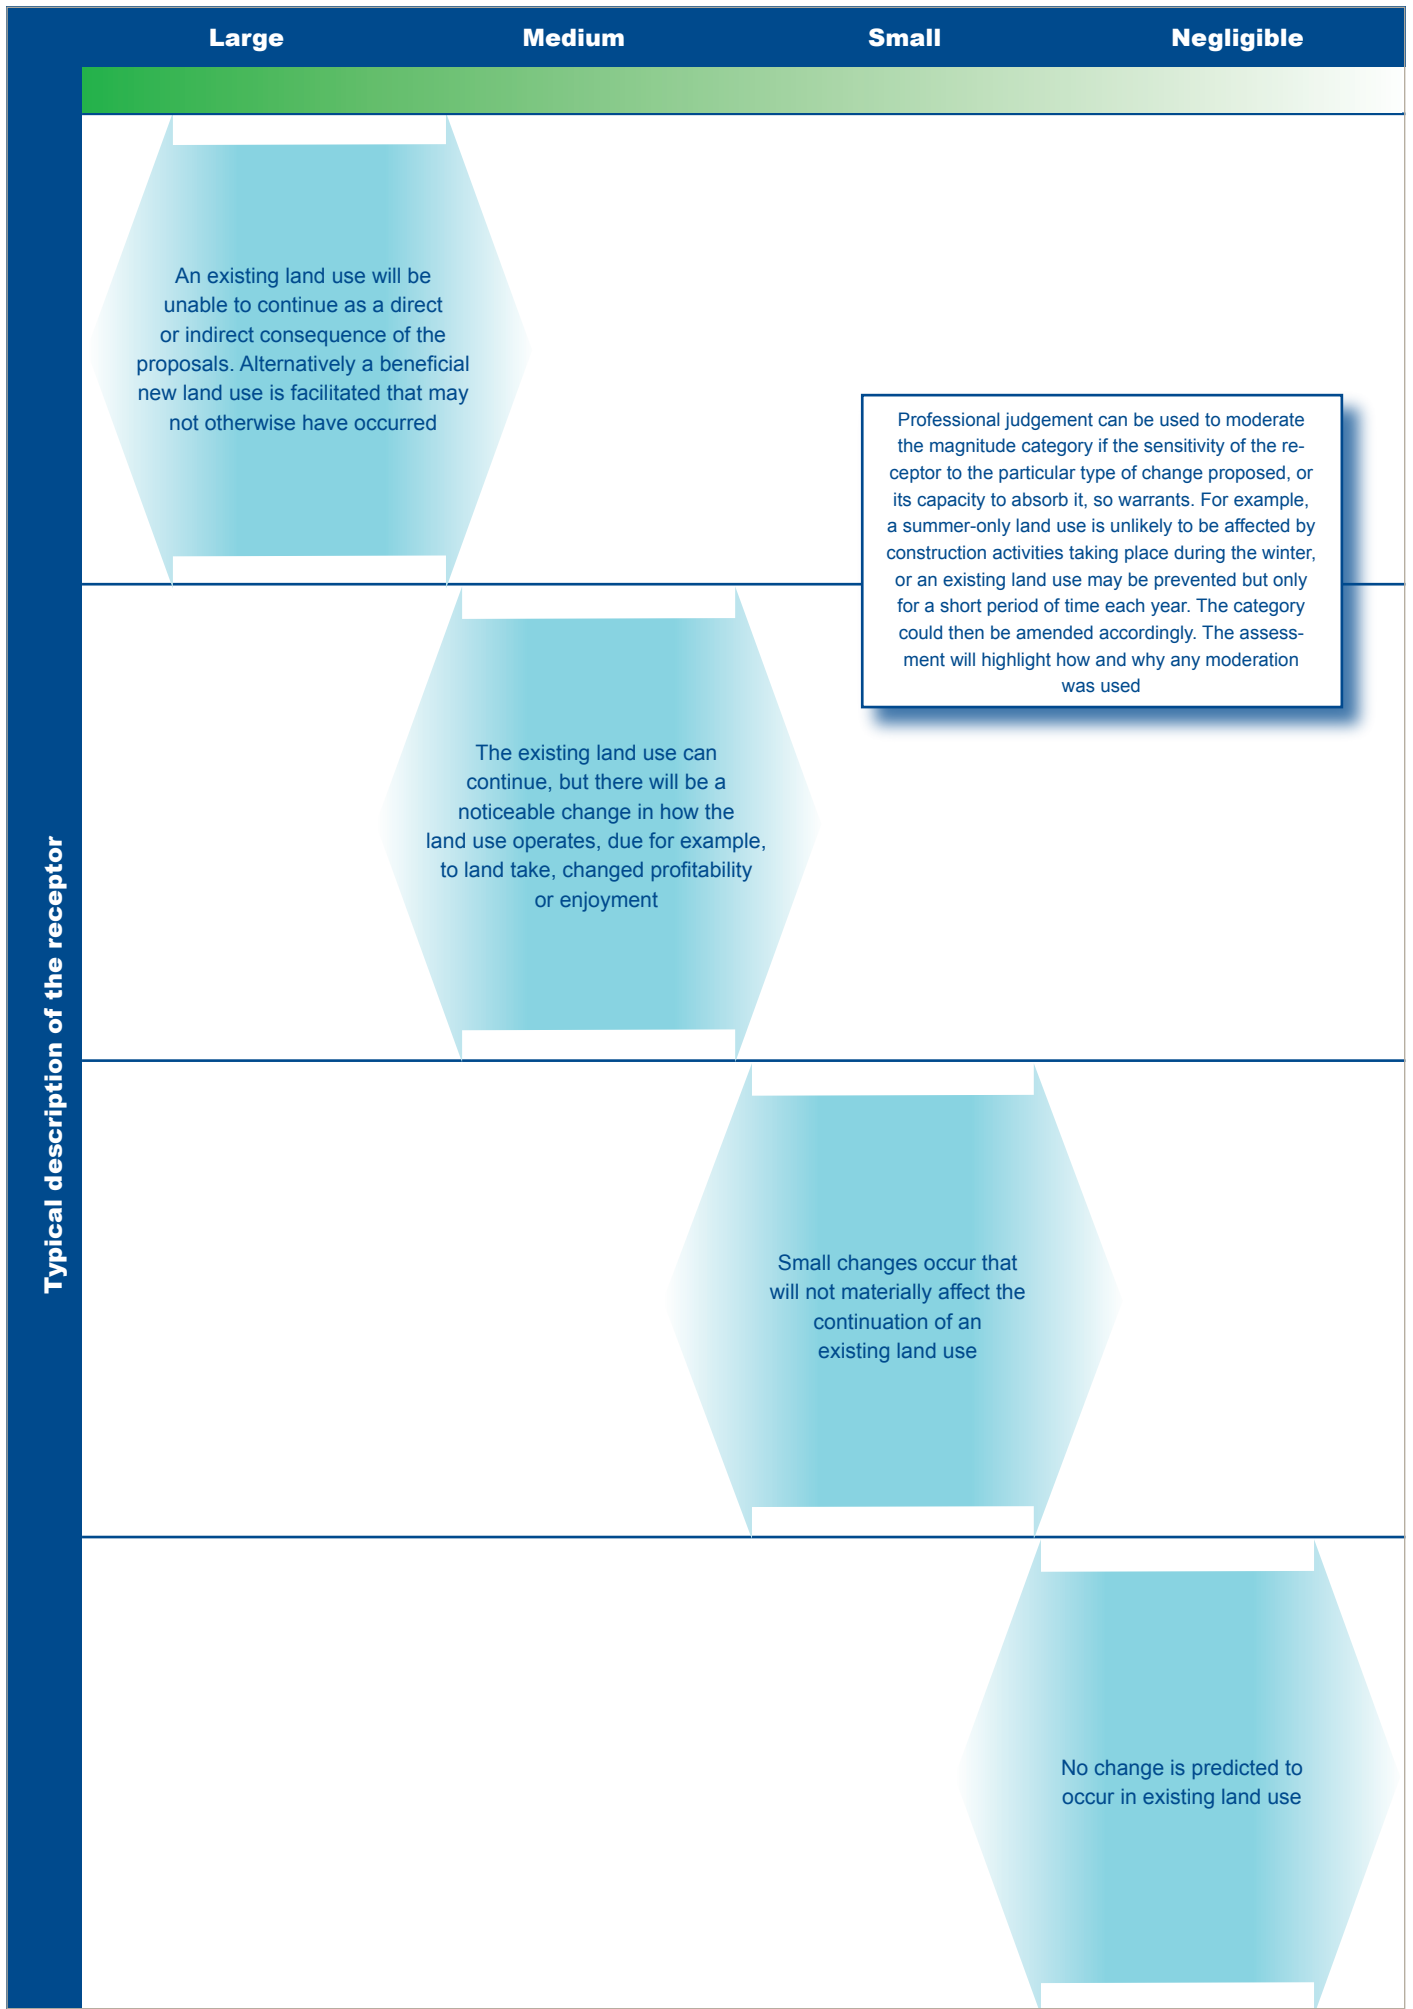 Large
Medium
Small
Negligible
Typical description of the receptor
An existing land use will be
unable to continue as a direct
or indirect consequence of the
proposals. Alternatively a beneficial
new land use is facilitated that may
not otherwise have occurred
Professional judgement can be used to moderate
the magnitude category if the sensitivity of the re-
ceptor to the particular type of change proposed, or
its capacity to absorb it, so warrants. For example,
a summer-only land use is unlikely to be affected by
construction activities taking place during the winter,
or an existing land use may be prevented but only
for a short period of time each year. The category
could then be amended accordingly. The assess-
ment will highlight how and why any moderation
was used
The existing land use can
continue, but there will be a
noticeable change in how the
land use operates, due for example,
to land take, changed profitability
or enjoyment
Small changes occur that
will not materially affect the
continuation of an
existing land use
No change is predicted to
occur in existing land use